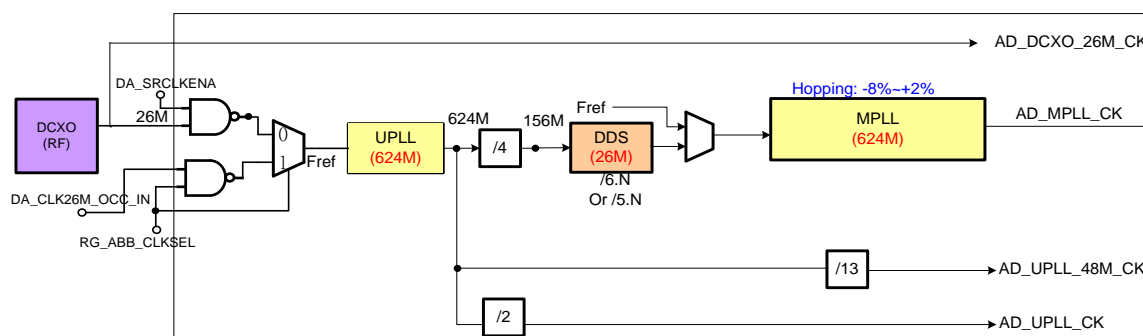 AD_DCXO_26M_CK
DA_SRCLKENA
Hopping: -8%~+2%
DCXO
(RF)
26M
0
1
Fref
UPLL
(624M)
624M
/4
156M
Fref
DDS
(26M)
/6.N
Or /5.N
MPLL
(624M)
AD_MPLL_CK
DA_CLK26M_OCC_IN
RG_ABB_CLKSEL
/13
AD_UPLL_48M_CK
/2
AD_UPLL_CK